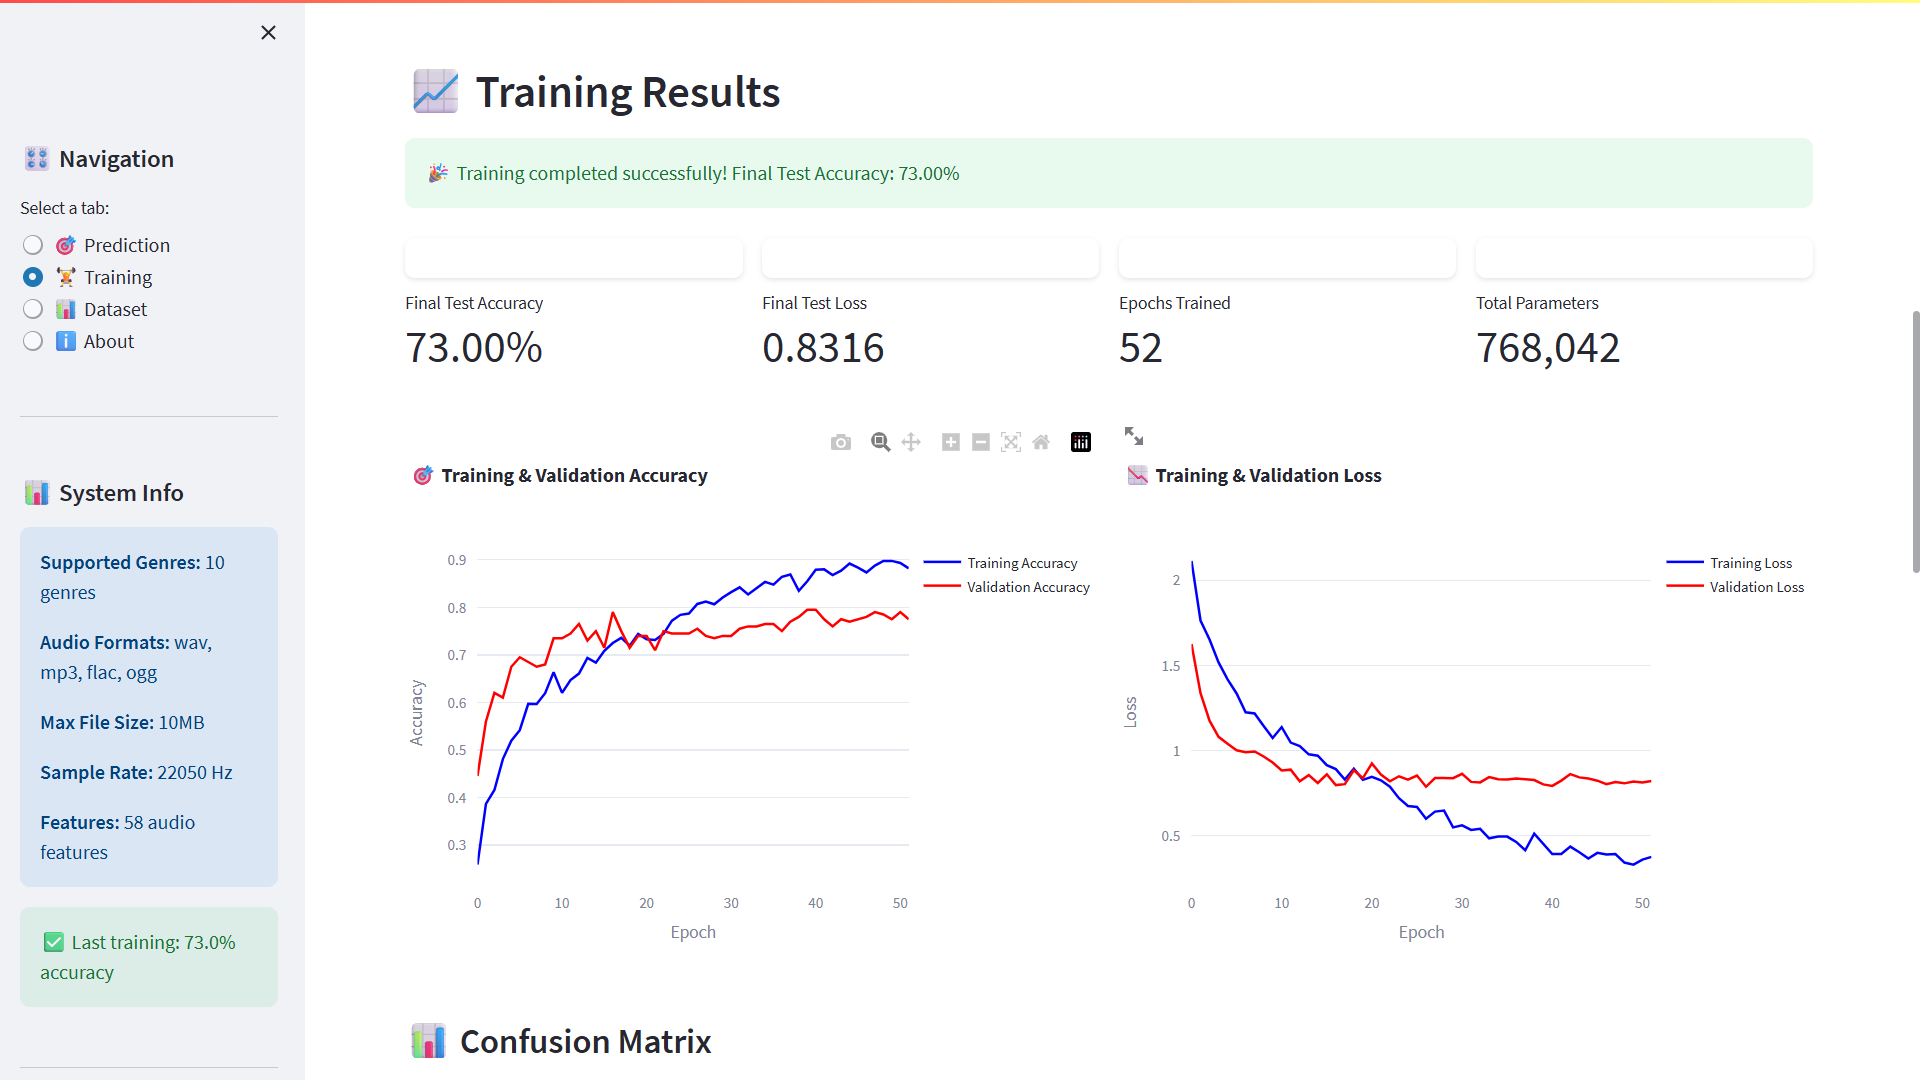 Navigation
Select a tab:
Prediction
Training
Dataset
About
System Info
Supported Genres: 10
genres
Audio Formats: wav,
mp3, flac, ogg
Max File Size: 10MB
Sample Rate: 22050 Hz
Features: 58 audio
features
Last training: 73.0%
accuracy
Training Results
Training completed successfully! Final Test Accuracy: 73.00%
Final Test Accuracy
73.00%
Final Test Loss
0.8316
Epochs Trained
52
Total Parameters
768,042
Training & Validation Accuracy
0.9
0.8
0.7
0.6
0.5
0.4
0.3
Accuracy
0 10 20 30 40 50
Epoch
Training Accuracy
Validation Accuracy
Training & Validation Loss
2
1.5
1
0.5
Loss
0 10 20 30 40 50
Epoch
Training Loss
Validation Loss
Confusion Matrix